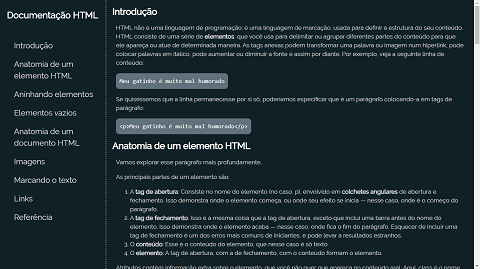 Documentação HTML
Introdução
Anatomia de um
elemento HTML
Aninhando elementos
Elementos vazios
Anatomia de um
documento HTML
Imagens
Marcando o texto
Links
Referência
Introdução
HTML não é uma linguagem de programação; é uma linguagem de marcação, usada para definir a estrutura do seu conteúdo.
HTML consiste de uma série de elementos, que você usa para delimitar ou agrupar diferentes partes do conteúdo para que
ele apareça ou atue de determinada maneira. As tags anexas podem transformar uma palavra ou imagem num hiperlink, pode
colocar palavras em itálico, pode aumentar ou diminuir a fonte e assim por diante. Por exemplo, veja a seguinte linha de
conteúdo:
Meu gatinho é muito mal humorado
Se quiséssemos que a linha permanecesse por si só, poderíamos especificar que é um parágrafo colocando-a em tags de
parágrafo:
<p>Meu gatinho é muito mal humorado</p>
Anatomia de um elemento HTML
Vamos explorar esse parágrafo mais profundamente.
As principais partes de um elemento são:
1. A tag de abertura: Consiste no nome do elemento (no caso, p), envolvido em colchetes angulares de abertura e
fechamento. Isso demonstra onde o elemento começa, ou onde seu efeito se inicia — nesse caso, onde é o começo do
parágrafo.
2. A tag de fechamento: Isso é a mesma coisa que a tag de abertura, exceto que inclui uma barra antes do nome do
elemento. Isso demonstra onde o elemento acaba — nesse caso, onde fica o fim do parágrafo. Esquecer de incluir uma
tag de fechamento é um dos erros mais comuns de iniciantes, e pode levar a resultados estranhos.
3. O conteúdo: Esse é o conteúdo do elemento, que nesse caso é só texto.
4. O elemento: A tag de abertura, com a de fechamento, com o conteúdo formam o elemento.
Atributos contém informação extra sobre o elemento, que você não quer que apareça no conteúdo real. Aqui, class é o nome